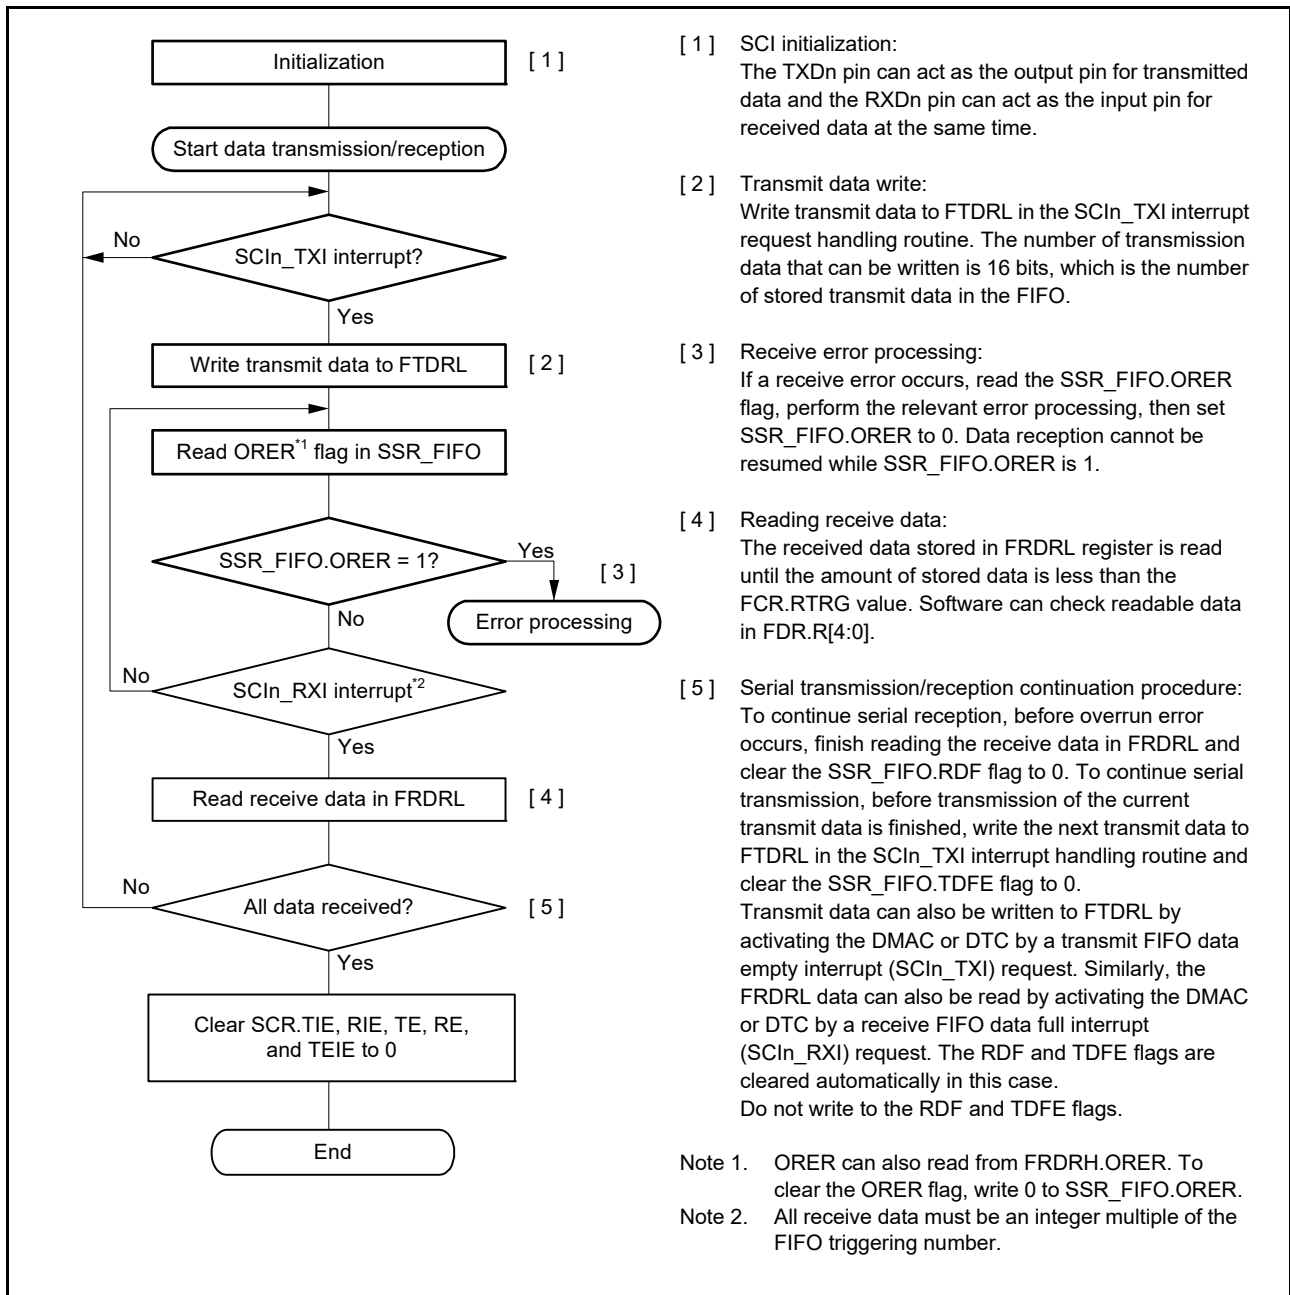 Initialization
[ 1 ]
Start data transmission/reception
No
SCIn_TXI interrupt?
Yes
Write transmit data to FTDRL
[ 2 ]
Read ORER*1 flag in SSR_FIFO
SSR_FIFO.ORER = 1?
Yes
[ 3 ]
Error processing
No
No
SCIn_RXI interrupt*2
Yes
Read receive data in FRDRL
[ 4 ]
No
All data received?
[ 5 ]
Yes
Clear SCR.TIE, RIE, TE, RE,
and TEIE to 0
End
[ 1 ] SCI initialization:
The TXDn pin can act as the output pin for transmitted
data and the RXDn pin can act as the input pin for
received data at the same time.
[ 2 ] Transmit data write:
Write transmit data to FTDRL in the SCIn_TXI interrupt
request handling routine. The number of transmission
data that can be written is 16 bits, which is the number
of stored transmit data in the FIFO.
[ 3 ] Receive error processing:
If a receive error occurs, read the SSR_FIFO.ORER
flag, perform the relevant error processing, then set
SSR_FIFO.ORER to 0. Data reception cannot be
resumed while SSR_FIFO.ORER is 1.
[ 4 ] Reading receive data:
The received data stored in FRDRL register is read
until the amount of stored data is less than the
FCR.RTRG value. Software can check readable data
in FDR.R[4:0].
[ 5 ] Serial transmission/reception continuation procedure:
To continue serial reception, before overrun error
occurs, finish reading the receive data in FRDRL and
clear the SSR_FIFO.RDF flag to 0. To continue serial
transmission, before transmission of the current
transmit data is finished, write the next transmit data to
FTDRL in the SCIn_TXI interrupt handling routine and
clear the SSR_FIFO.TDFE flag to 0.
Transmit data can also be written to FTDRL by
activating the DMAC or DTC by a transmit FIFO data
empty interrupt (SCIn_TXI) request. Similarly, the
FRDRL data can also be read by activating the DMAC
or DTC by a receive FIFO data full interrupt
(SCIn_RXI) request. The RDF and TDFE flags are
cleared automatically in this case.
Do not write to the RDF and TDFE flags.
Note 1. ORER can also read from FRDRH.ORER. To
clear the ORER flag, write 0 to SSR_FIFO.ORER.
Note 2. All receive data must be an integer multiple of the
FIFO triggering number.